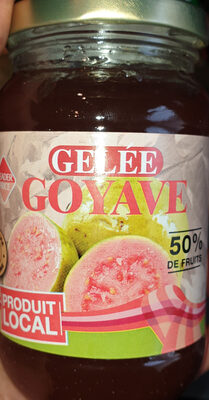 GELÉE
GOYAVE
50%
DE FRUITS
PRODUIT
LOCAL